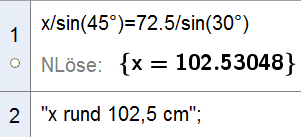 1
x/sin(45°)=72.5/sin(30°)
NLöse: {x = 102.53048}
2
"x rund 102,5 cm";